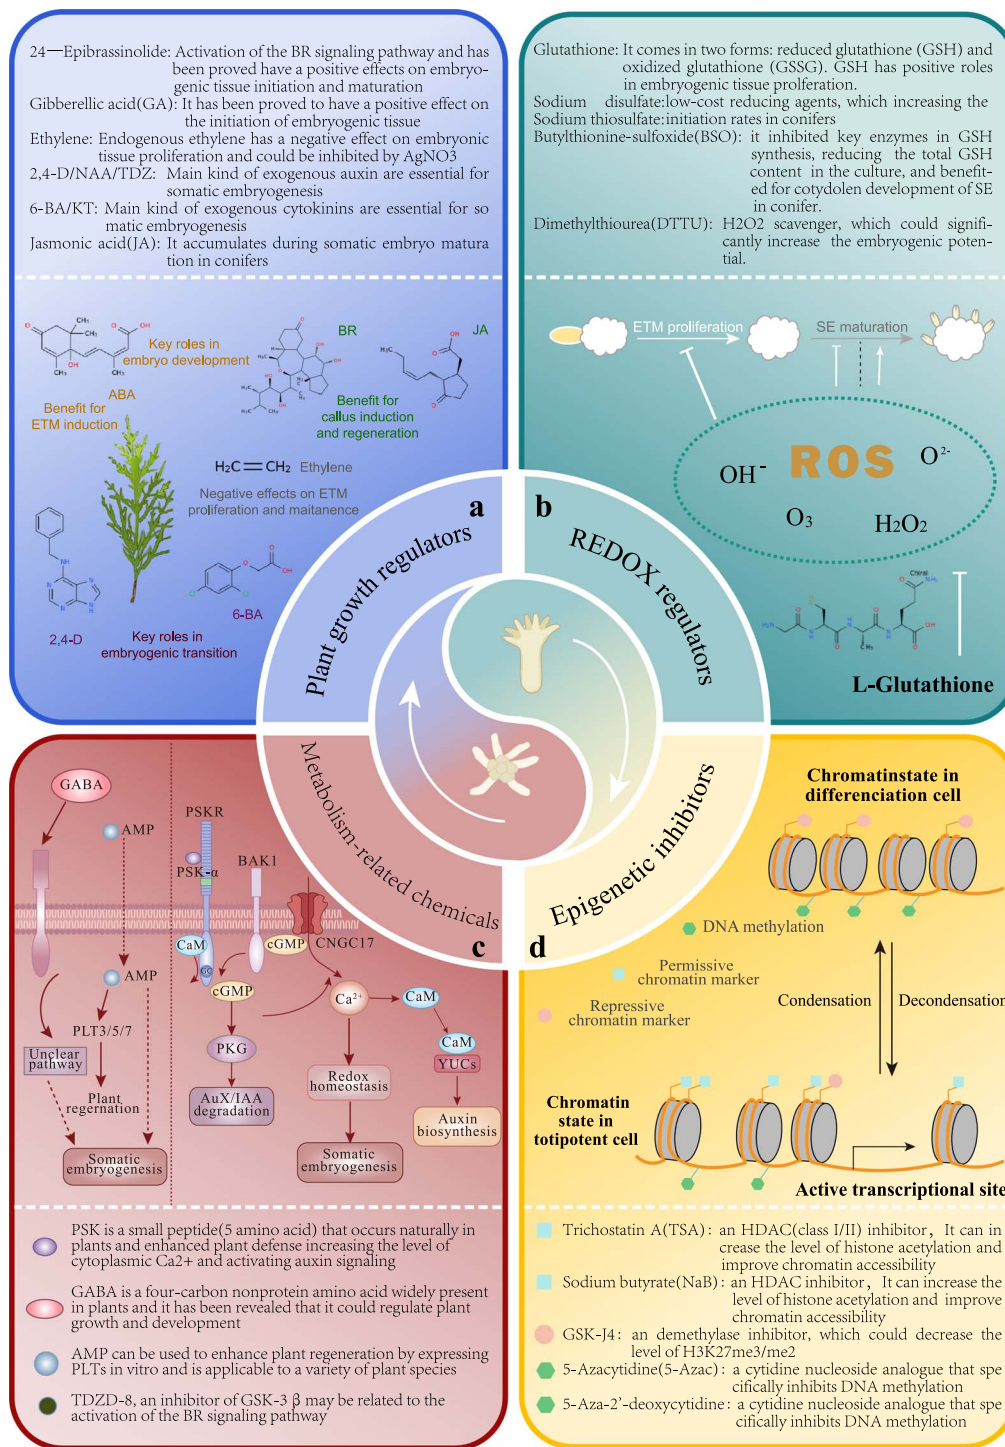 24—Epibrassinolide: Activation of the BR signaling pathway and has
been proved have a positive effects on embryo-
genic tissue initiation and maturation
Gibberellic acid(GA): It has been proved to have a positive effect on
the initiation of embryogenic tissue
Ethylene: Endogenous ethylene has a negative effect on embryonic
tissue proliferation and could be inhibited by AgNO3
2,4-D/NAA/TDZ: Main kind of exogenous auxin are essential for
somatic embryogenesis
6-BA/KT: Main kind of exogenous cytokinins are essential for so
matic embryogenesis
Jasmonic acid(JA): It accumulates during somatic embryo matura
tion in conifers
Key roles in
embryo development
ABA
Benefit for
ETM induction
BR
JA
Benefit for
callus induction
and regeneration
H₂C=CH₂ Ethylene
Negative effects on ETM
proliferation and maitanence
2,4-D
6-BA
Key roles in
embryogenic transition
Glutathione: It comes in two forms: reduced glutathione (GSH) and
oxidized glutathione (GSSG). GSH has positive roles
in embryogenic tissue proferation.
Sodium disulfate:low-cost reducing agents, which increasing the
Sodium thiosulfate:initiation rates in conifers
Butylthionine-sulfoxide(BSO): it inhibited key enzymes in GSH
synthesis, reducing the total GSH
content in the culture, and benefit-
ed for cotydolen development of SE
in conifer.
Dimethylthiourea(DTTU): H2O2 scavenger, which could signifi-
cantly increase the embryogenic poten-
tial.
ETM proliferation
SE maturation
ROS
OH⁻
O²⁻
O₃
H₂O₂
Chiral
L-Glutathione
a
b
c
d
Plant growth regulators
REDOX regulators
Metabolism-related chemicals
Epigenetic inhibitors
GABA
AMP
AMP
PLT3/5/7
Unclear
pathway
Plant
regernation
Somatic
embryogenesis
PSKR
PSK-α
BAK1
CaM
GC
cGMP
cGMP
CNGC17
Ca²⁺
CaM
CaM
YUCs
PKG
AuX/IAA
degradation
Redox
homeostasis
Somatic
embryogenesis
Auxin
biosynthesis
PSK is a small peptide(5 amino acid) that occurs naturally in
plants and enhanced plant defense increasing the level of
cytoplasmic Ca2+ and activating auxin signaling
GABA is a four-carbon nonprotein amino acid widely present
in plants and it has been revealed that it could regulate plant
growth and development
AMP can be used to enhance plant regeneration by expressing
PLTs in vitro and is applicable to a variety of plant species
TDZD-8, an inhibitor of GSK-3 β may be related to the
activation of the BR signaling pathway
Chromatinstate in
differenciation cell
DNA methylation
Permissive
chromatin marker
Repressive
chromatin marker
Condensation
Decondensation
Chromatin
state in
totipotent cell
Active transcriptional site
Trichostatin A(TSA): an HDAC(class I/II) inhibitor, It can in
crease the level of histone acetylation and
improve chromatin accessibility
Sodium butyrate(NaB): an HDAC inhibitor, It can increase the
level of histone acetylation and improve
chromatin accessibility
GSK-J4: an demethylase inhibitor, which could decrease the
level of H3K27me3/me2
5-Azacytidine(5-Azac): a cytidine nucleoside analogue that spe
cifically inhibits DNA methylation
5-Aza-2'-deoxycytidine: a cytidine nucleoside analogue that spe
cifically inhibits DNA methylation